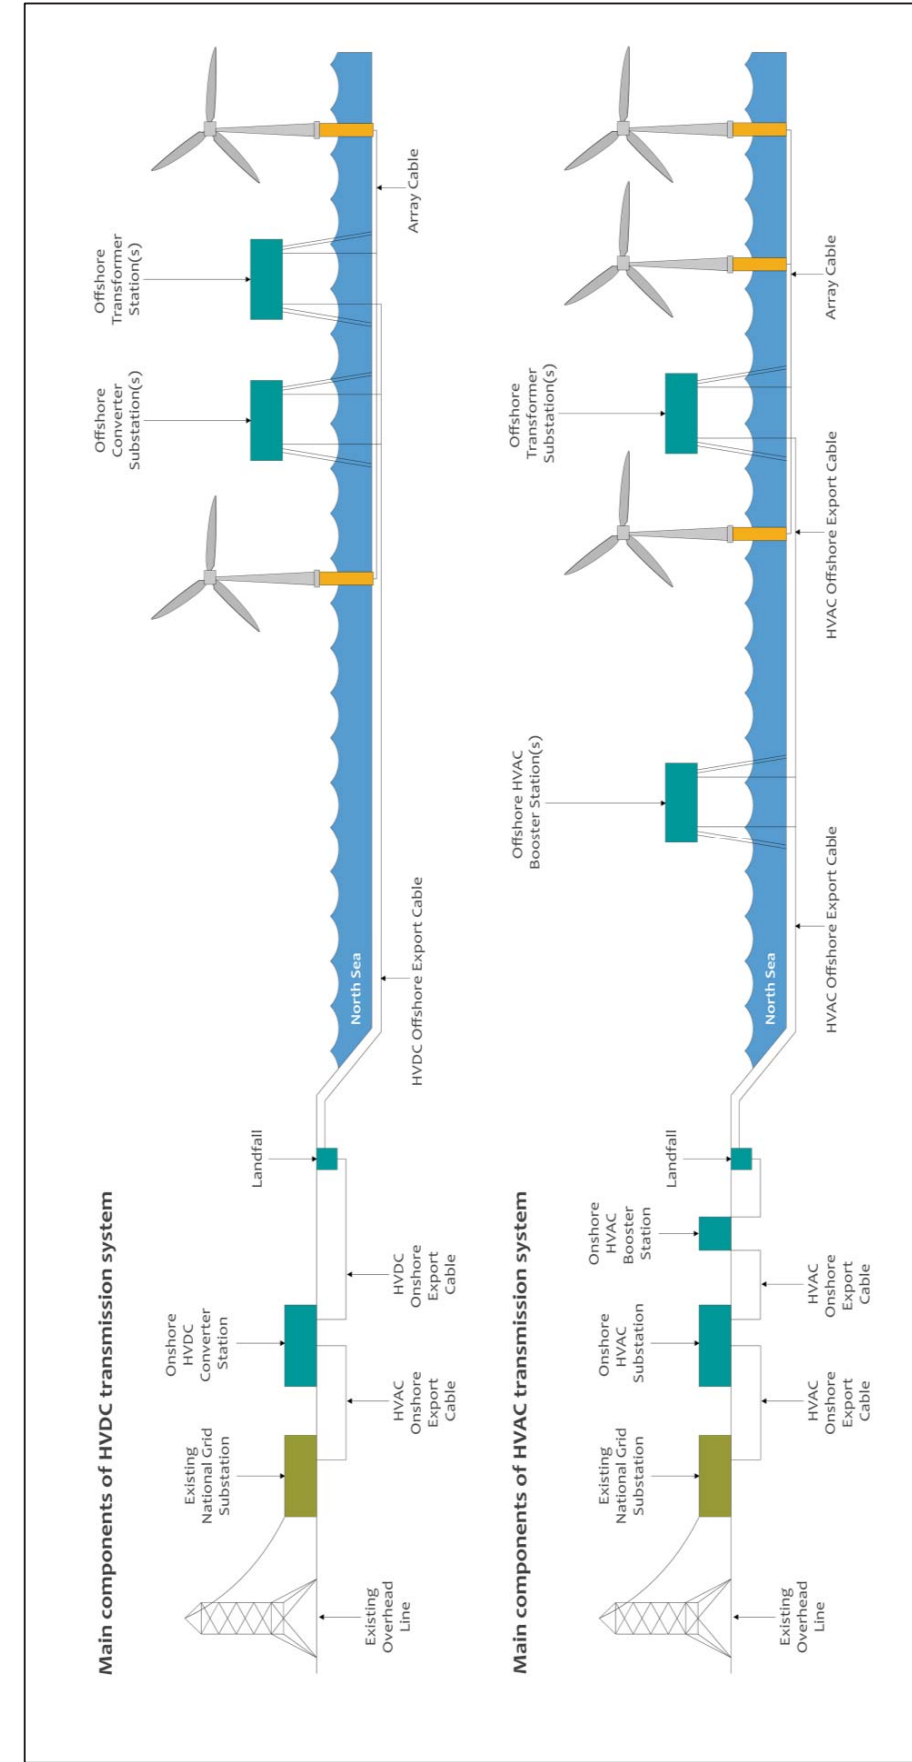 Main components of HVDC transmission system
Existing
Overhead
Line
Existing
National Grid
Substation
HVAC
Onshore
Export
Cable
Onshore
HVDC
Converter
Station
HVDC
Onshore
Export
Cable
Landfall
North Sea
HVDC Offshore Export Cable
Offshore
Converter
Substation(s)
Offshore
Transformer
Station(s)
Array Cable
Main components of HVAC transmission system
Existing
Overhead
Line
Existing
National Grid
Substation
HVAC
Onshore
Export
Cable
Onshore
HVAC
Substation
HVAC
Onshore
Export
Cable
Onshore
HVAC
Booster
Station
Landfall
North Sea
HVAC Offshore Export Cable
Offshore HVAC
Booster Station(s)
HVAC Offshore Export Cable
Offshore
Transformer
Substation(s)
Array Cable